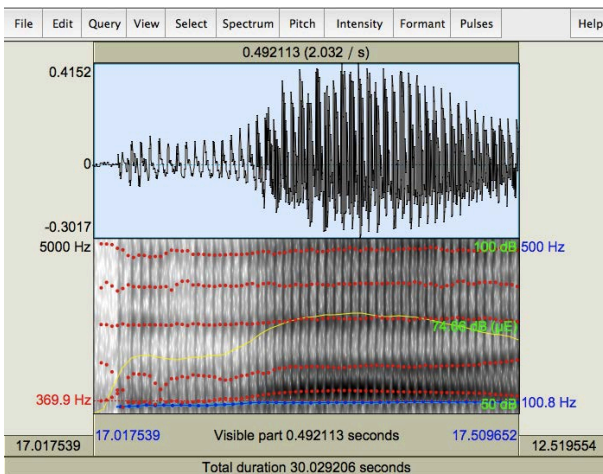 File Edit Query View Select Spectrum Pitch Intensity Formant Pulses Help
0.492113 (2.032 / s)
0.4152
0
-0.3017
5000 Hz 100 dB 500 Hz
74.66 dB (µE)
369.9 Hz 50 dB 100.8 Hz
17.017539 Visible part 0.492113 seconds 17.509652
17.017539 12.519554
Total duration 30.029206 seconds